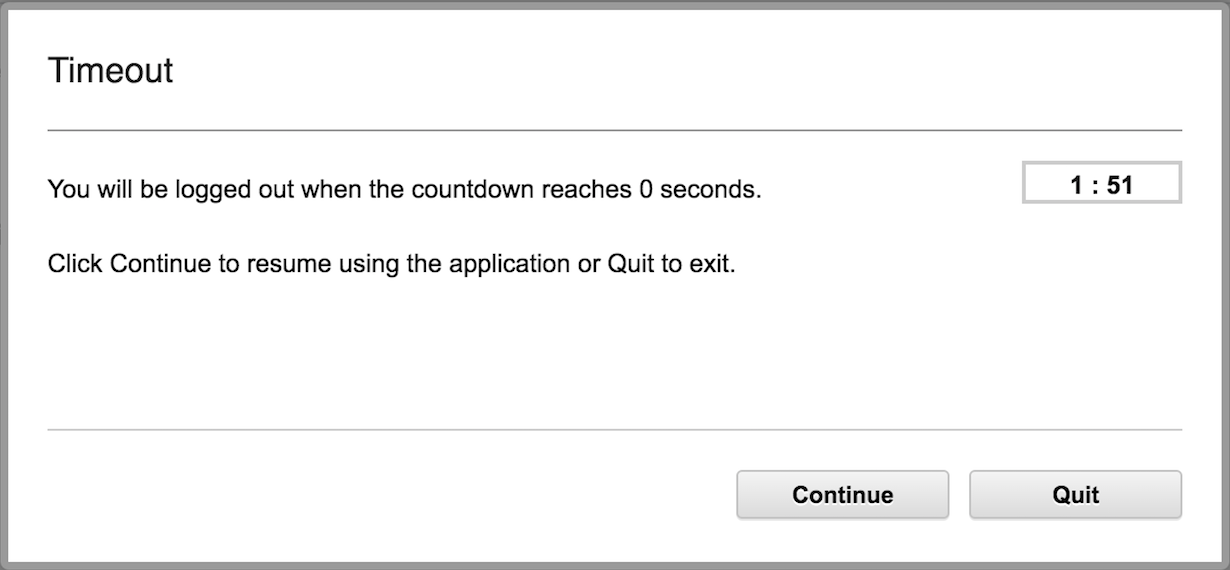 Timeout
You will be logged out when the countdown reaches 0 seconds.
1 : 51
Click Continue to resume using the application or Quit to exit.
Continue
Quit